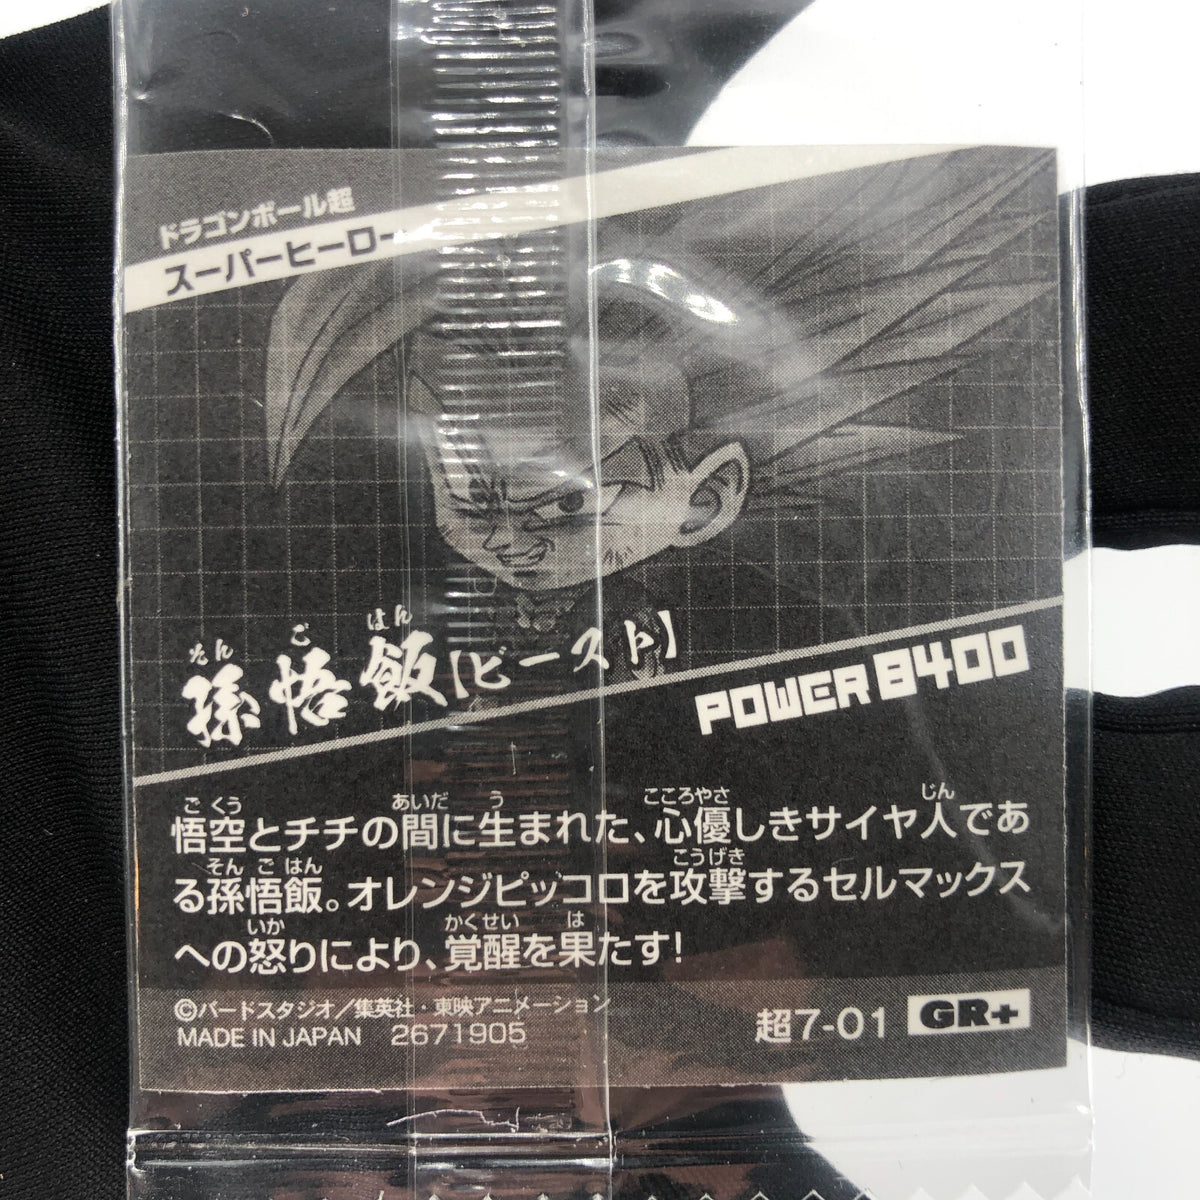 ドラゴンボール超
スーパーヒーロー
そん ご はん
孫悟飯【ビースト】
POWER 8400
ごくう あいだ う こころやさ じん
悟空とチチの間に生まれた、心優しきサイヤ人であ
そんごはん こうげき
る孫悟飯。オレンジピッコロを攻撃するセルマックス
いか かくせい は
への怒りにより、覚醒を果たす!
©バードスタジオ/集英社・東映アニメーション
MADE IN JAPAN 2671905
超7-01 GR+